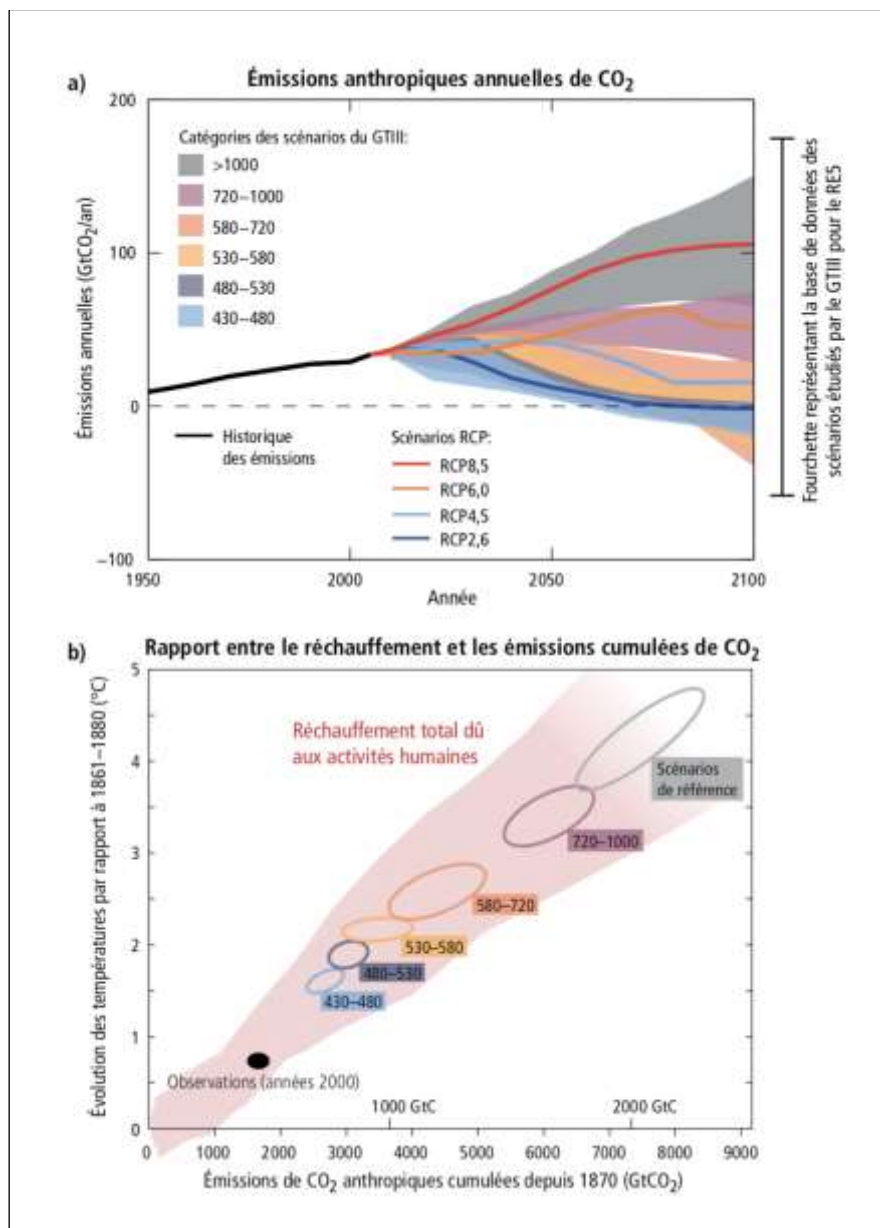 a)
Émissions anthropiques annuelles de CO₂
Émissions annuelles (GtCO₂/an)
200
100
0
−100
Catégories des scénarios du GTIII:
>1000
720−1000
580−720
530−580
480−530
430−480
Historique
des émissions
Scénarios RCP:
RCP8,5
RCP6,0
RCP4,5
RCP2,6
1950
2000
2050
2100
Année
Fourchette représentant la base de données des
scénarios étudiés par le GTIII pour le RE5
b)
Rapport entre le réchauffement et les émissions cumulées de CO₂
Évolution des températures par rapport à 1861−1880 (°C)
5
4
3
2
1
0
Réchauffement total dû
aux activités humaines
Scénarios
de référence
720−1000
580−720
530−580
480−530
430−480
Observations (années 2000)
1000 GtC
2000 GtC
0
1000
2000
3000
4000
5000
6000
7000
8000
9000
Émissions de CO₂ anthropiques cumulées depuis 1870 (GtCO₂)